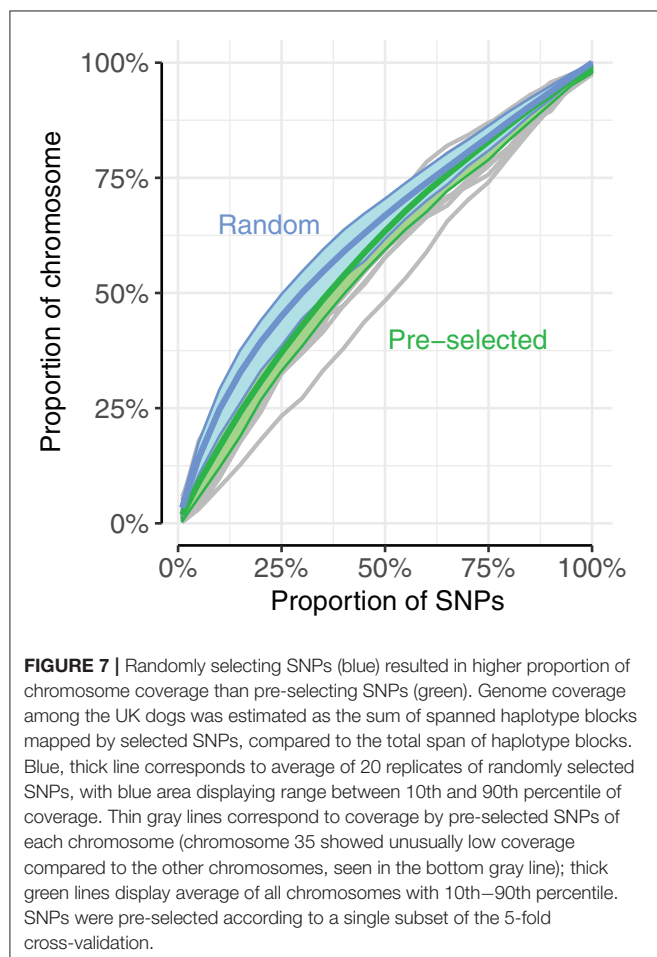 100%
75%
50%
25%
0%
Proportion of chromosome
Random
Pre−selected
0% 25% 50% 75% 100%
Proportion of SNPs
FIGURE 7 | Randomly selecting SNPs (blue) resulted in higher proportion of
chromosome coverage than pre-selecting SNPs (green). Genome coverage
among the UK dogs was estimated as the sum of spanned haplotype blocks
mapped by selected SNPs, compared to the total span of haplotype blocks.
Blue, thick line corresponds to average of 20 replicates of randomly selected
SNPs, with blue area displaying range between 10th and 90th percentile of
coverage. Thin gray lines correspond to coverage by pre-selected SNPs of
each chromosome (chromosome 35 showed unusually low coverage
compared to the other chromosomes, seen in the bottom gray line); thick
green lines display average of all chromosomes with 10th–90th percentile.
SNPs were pre-selected according to a single subset of the 5-fold
cross-validation.